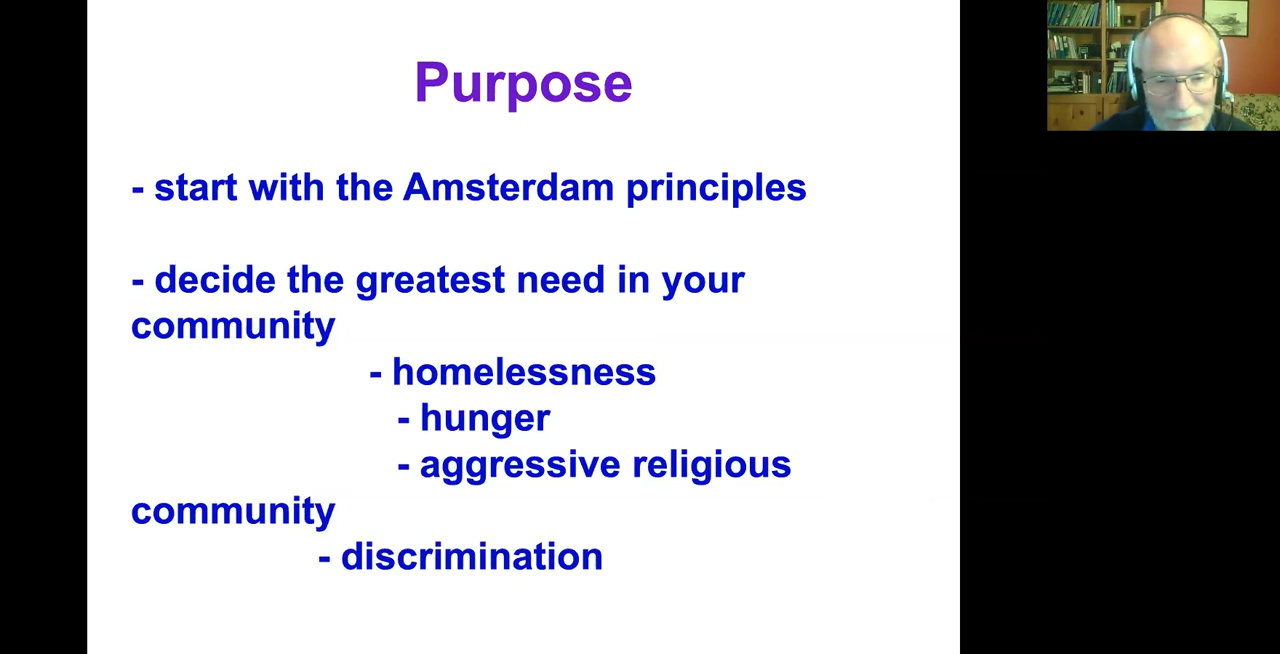 Purpose
- start with the Amsterdam principles
- decide the greatest need in your
community
- homelessness
- hunger
- aggressive religious
community
- discrimination